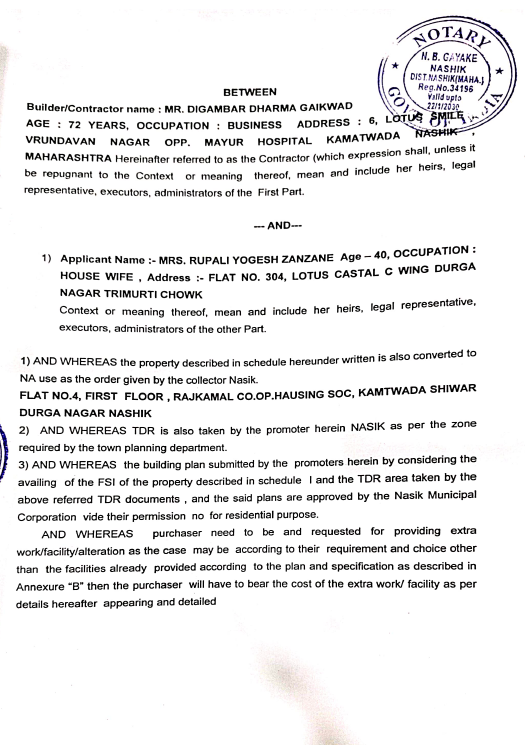 NOTARY
N. B. GAYAKE
NASHIK
DIST.NASHIK(MAHA.)
Reg.No.34196
Valid upto
22/1/2030
GOVT. OF INDIA
BETWEEN
Builder/Contractor name : MR. DIGAMBAR DHARMA GAIKWAD
AGE : 72 YEARS, OCCUPATION : BUSINESS ADDRESS : 6, LOTUS SMILE,
VRUNDAVAN NAGAR OPP. MAYUR HOSPITAL KAMATWADA NASHIK ,
MAHARASHTRA Hereinafter referred to as the Contractor (which expression shall, unless it
be repugnant to the Context or meaning thereof, mean and include her heirs, legal
representative, executors, administrators of the First Part.
--- AND---
1) Applicant Name :- MRS. RUPALI YOGESH ZANZANE Age – 40, OCCUPATION :
HOUSE WIFE , Address :- FLAT NO. 304, LOTUS CASTAL C WING DURGA
NAGAR TRIMURTI CHOWK
Context or meaning thereof, mean and include her heirs, legal representative,
executors, administrators of the other Part.
1) AND WHEREAS the property described in schedule hereunder written is also converted to
NA use as the order given by the collector Nasik.
FLAT NO.4, FIRST FLOOR , RAJKAMAL CO.OP.HAUSING SOC, KAMTWADA SHIWAR
DURGA NAGAR NASHIK
2) AND WHEREAS TDR is also taken by the promoter herein NASIK as per the zone
required by the town planning department.
3) AND WHEREAS the building plan submitted by the promoters herein by considering the
availing of the FSI of the property described in schedule I and the TDR area taken by the
above referred TDR documents , and the said plans are approved by the Nasik Municipal
Corporation vide their permission no for residential purpose.
AND WHEREAS purchaser need to be and requested for providing extra
work/facility/alteration as the case may be according to their requirement and choice other
than the facilities already provided according to the plan and specification as described in
Annexure “B” then the purchaser will have to bear the cost of the extra work/ facility as per
details hereafter appearing and detailed